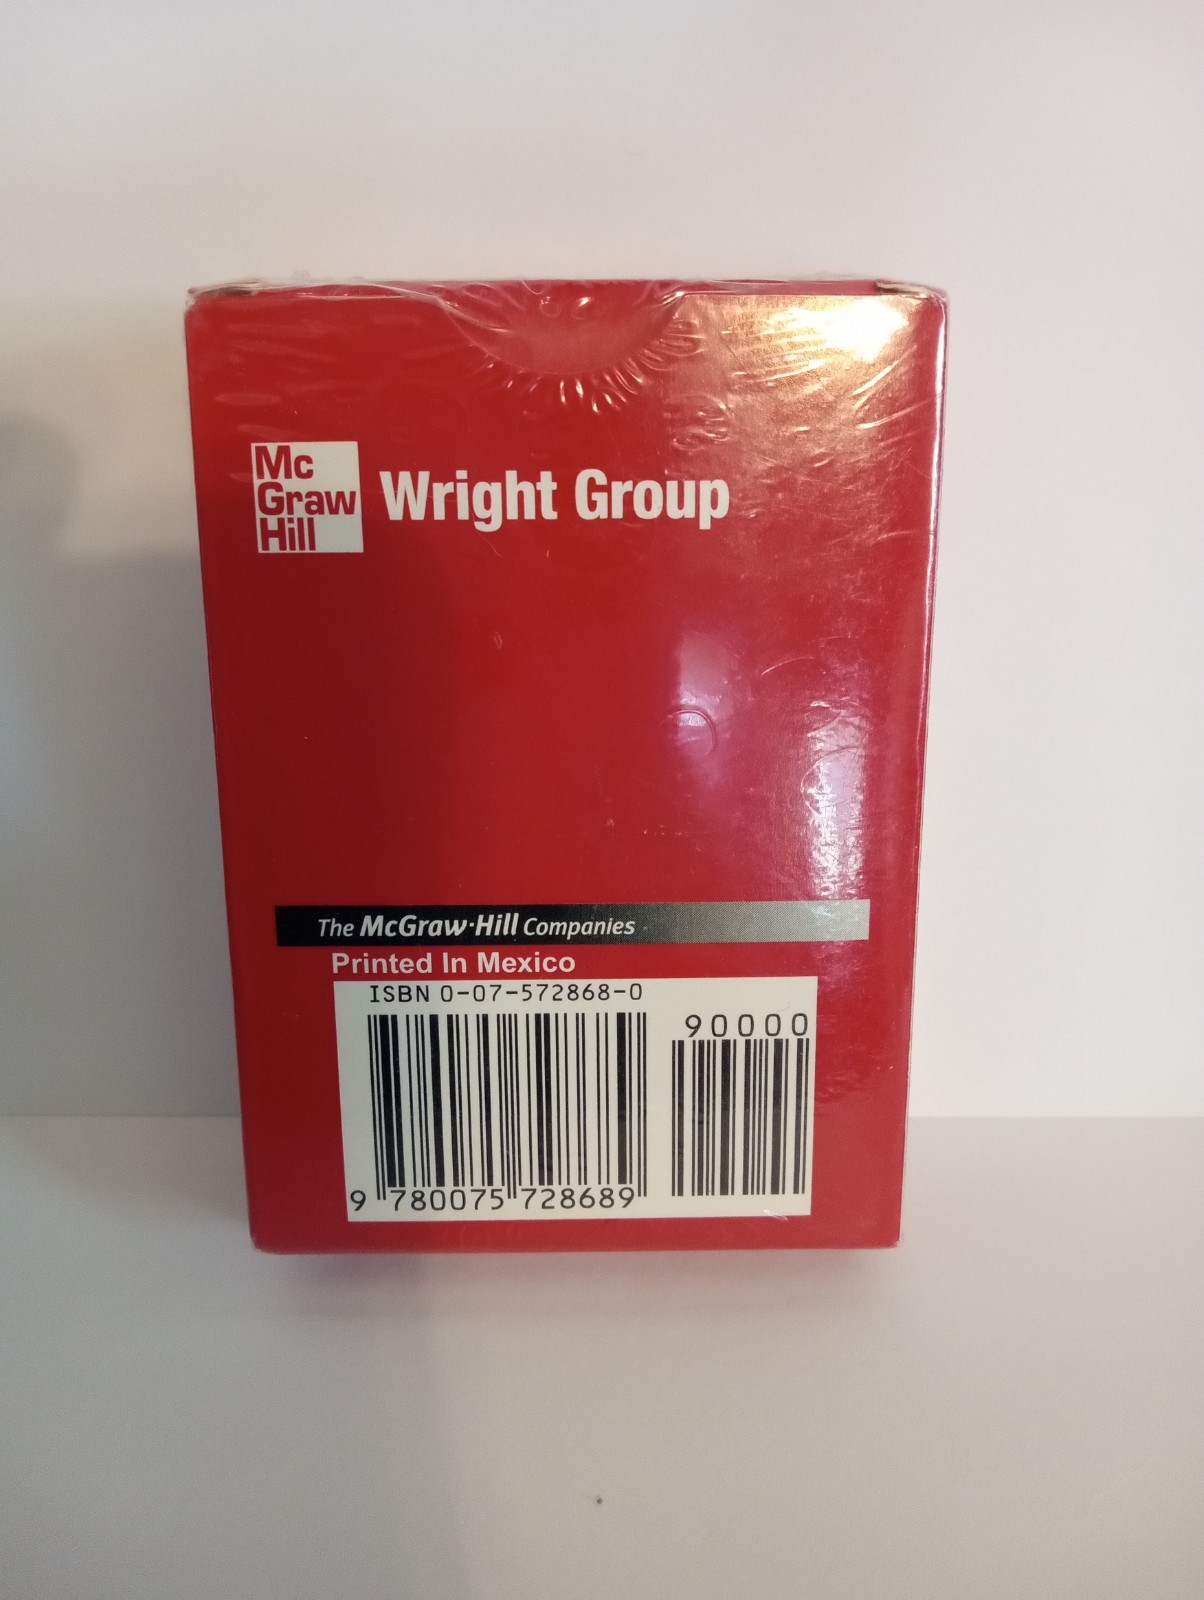 Mc
Graw
Hill
Wright Group
The McGraw-Hill Companies
Printed In Mexico
ISBN 0-07-572868-0
90000
9 780075 728689